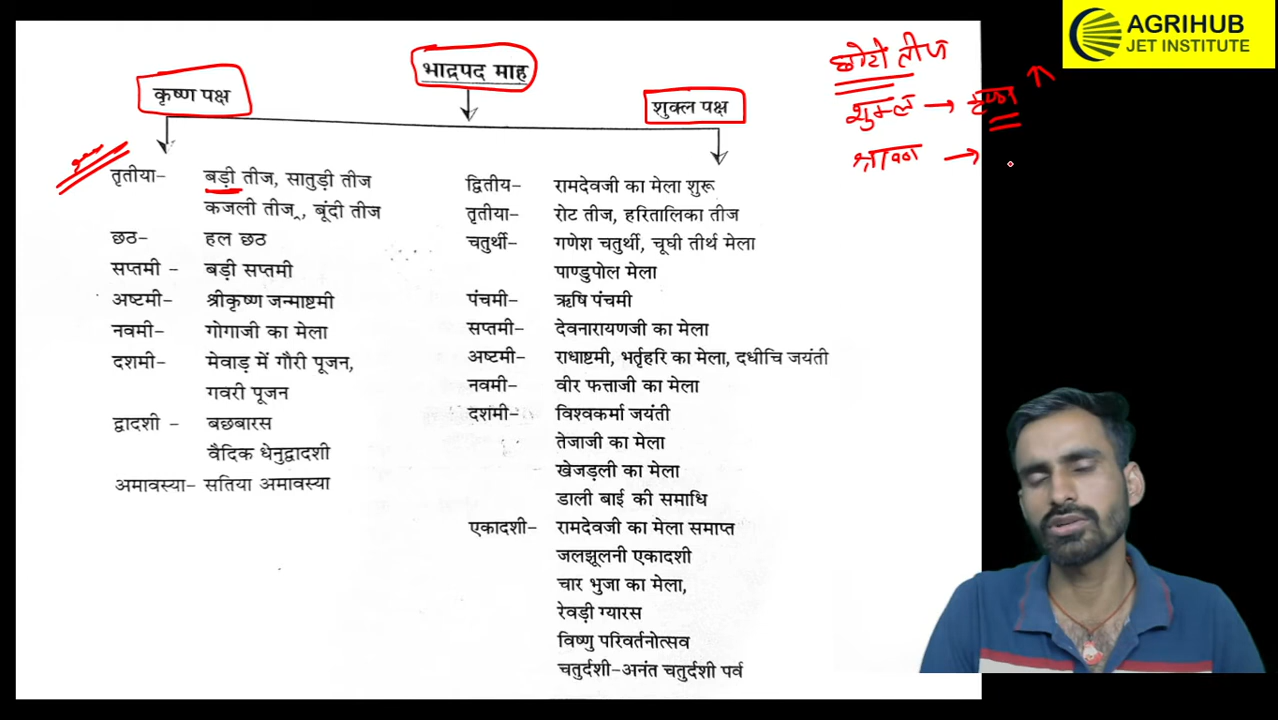 AGRIHUB
JET INSTITUTE
छोटी तीज
शुक्ल →
श्रावण →
भाद्रपद माह
कृष्ण पक्ष
तृतीया- बड़ी तीज, सातुड़ी तीज
कजली तीज, बूंदी तीज
छठ- हल छठ
सप्तमी - बड़ी सप्तमी
अष्टमी- श्रीकृष्ण जन्माष्टमी
नवमी- गोगाजी का मेला
दशमी- मेवाड़ में गौरी पूजन,
गवरी पूजन
द्वादशी - बछबारस
वैदिक धेनुद्वादशी
अमावस्या- सतिया अमावस्या
शुक्ल पक्ष
द्वितीय- रामदेवजी का मेला शुरू
तृतीया- रोट तीज, हरितालिका तीज
चतुर्थी- गणेश चतुर्थी, चूघी तीर्थ मेला
पाण्डुपोल मेला
पंचमी- ऋषि पंचमी
सप्तमी- देवनारायणजी का मेला
अष्टमी- राधाष्टमी, भर्तृहरि का मेला, दधीचि जयंती
नवमी- वीर फत्ताजी का मेला
दशमी- विश्वकर्मा जयंती
तेजाजी का मेला
खेजड़ली का मेला
डाली बाई की समाधि
एकादशी- रामदेवजी का मेला समाप्त
जलझूलनी एकादशी
चार भुजा का मेला,
रेवड़ी ग्यारस
विष्णु परिवर्तनोत्सव
चतुर्दशी-अनंत चतुर्दशी पर्व